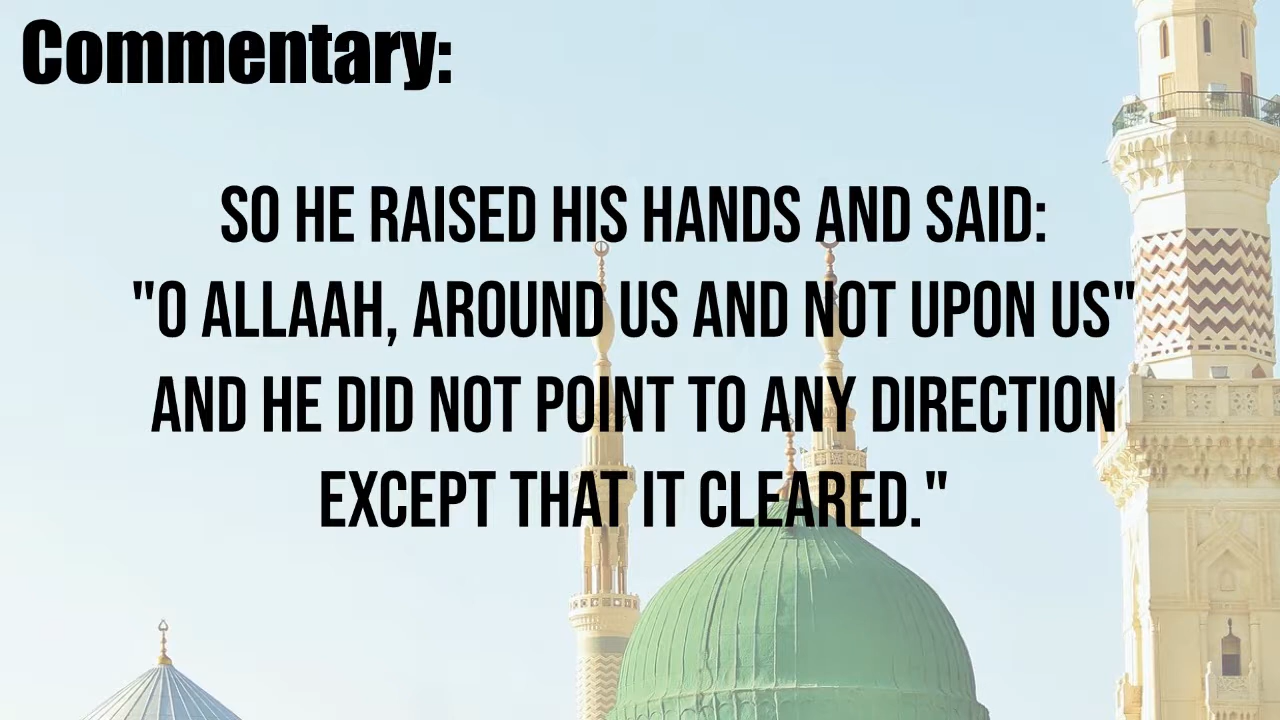 Commentary:
SO HE RAISED HIS HANDS AND SAID:
"O ALLAAH, AROUND US AND NOT UPON US"
AND HE DID NOT POINT TO ANY DIRECTION
EXCEPT THAT IT CLEARED."